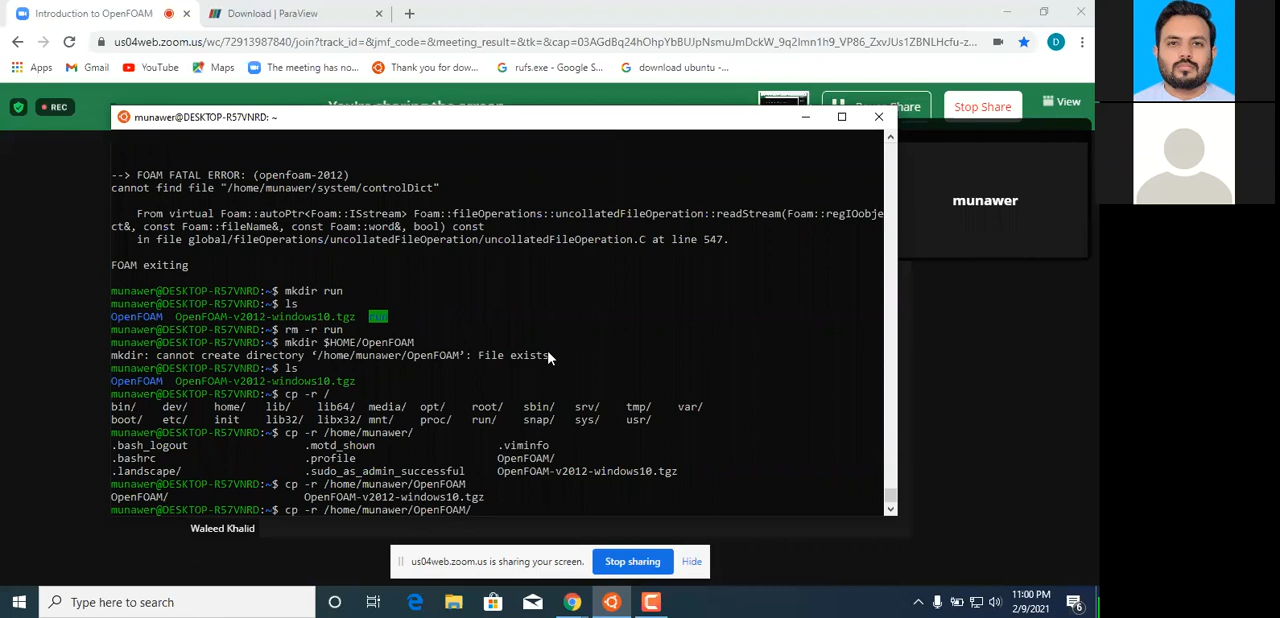 Introduction to OpenFOAM
Download | ParaView
us04web.zoom.us/wc/72913987840/join?track_id=&jmf_code=&meeting_result=&tk=&cap=03AGdBq24hOhpYbBUJpNsmuJmDckW_9q2Imn1h9_VP86_ZxvJUs1ZBNLHcfu-z...
D
Apps Gmail YouTube Maps The meeting has no... Thank you for dow... rufs.exe - Google S... download ubuntu -...
REC
You're sharing the screen
Pause Share
Stop Share
View
munawer@DESKTOP-R57VNRD: ~
--> FOAM FATAL ERROR: (openfoam-2012)
cannot find file "/home/munawer/system/controlDict"
From virtual Foam::autoPtr<Foam::ISstream> Foam::fileOperations::uncollatedFileOperation::readStream(Foam::regIOobje
ct&, const Foam::fileName&, const Foam::word&, bool) const
in file global/fileOperations/uncollatedFileOperation/uncollatedFileOperation.C at line 547.
FOAM exiting
munawer@DESKTOP-R57VNRD:~$ mkdir run
munawer@DESKTOP-R57VNRD:~$ ls
OpenFOAM OpenFOAM-v2012-windows10.tgz run
munawer@DESKTOP-R57VNRD:~$ rm -r run
munawer@DESKTOP-R57VNRD:~$ mkdir $HOME/OpenFOAM
mkdir: cannot create directory ‘/home/munawer/OpenFOAM’: File exists
munawer@DESKTOP-R57VNRD:~$ ls
OpenFOAM OpenFOAM-v2012-windows10.tgz
munawer@DESKTOP-R57VNRD:~$ cp -r /
bin/ dev/ home/ lib/ lib64/ media/ opt/ root/ sbin/ srv/ tmp/ var/
boot/ etc/ init lib32/ libx32/ mnt/ proc/ run/ snap/ sys/ usr/
munawer@DESKTOP-R57VNRD:~$ cp -r /home/munawer/
.bash_logout .motd_shown .viminfo
.bashrc .profile OpenFOAM/
.landscape/ .sudo_as_admin_successful OpenFOAM-v2012-windows10.tgz
munawer@DESKTOP-R57VNRD:~$ cp -r /home/munawer/OpenFOAM
OpenFOAM/ OpenFOAM-v2012-windows10.tgz
munawer@DESKTOP-R57VNRD:~$ cp -r /home/munawer/OpenFOAM/
munawer
Waleed Khalid
us04web.zoom.us is sharing your screen.
Stop sharing
Hide
Type here to search
11:00 PM
2/9/2021
6